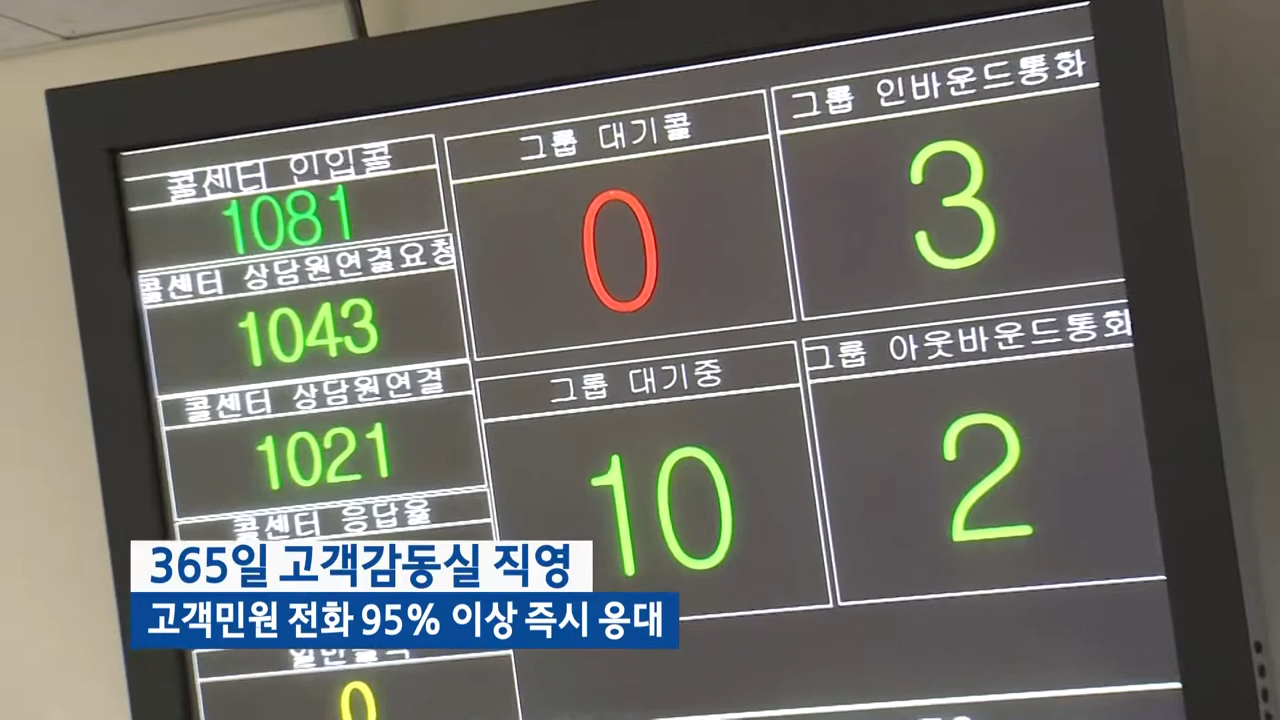 콜센터 인입콜
1081
콜센터 상담원연결요청
1043
콜센터 상담원연결
1021
콜센터 응답율
그룹 대기콜
0
그룹 인바운드통화
3
그룹 대기중
10
그룹 아웃바운드통화
2
365일 고객감동실 직영
고객민원 전화 95% 이상 즉시 응대
0